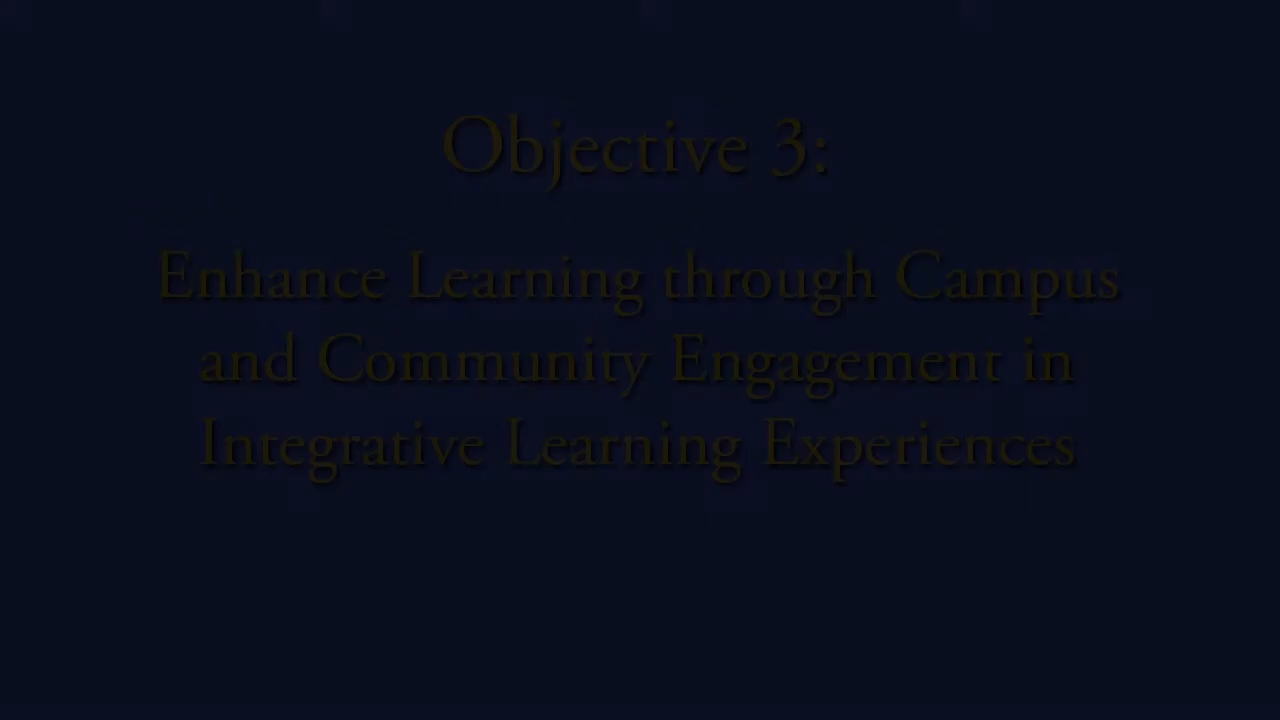 Objective 3:
Enhance Learning through Campus
and Community Engagement in
Integrative Learning Experiences